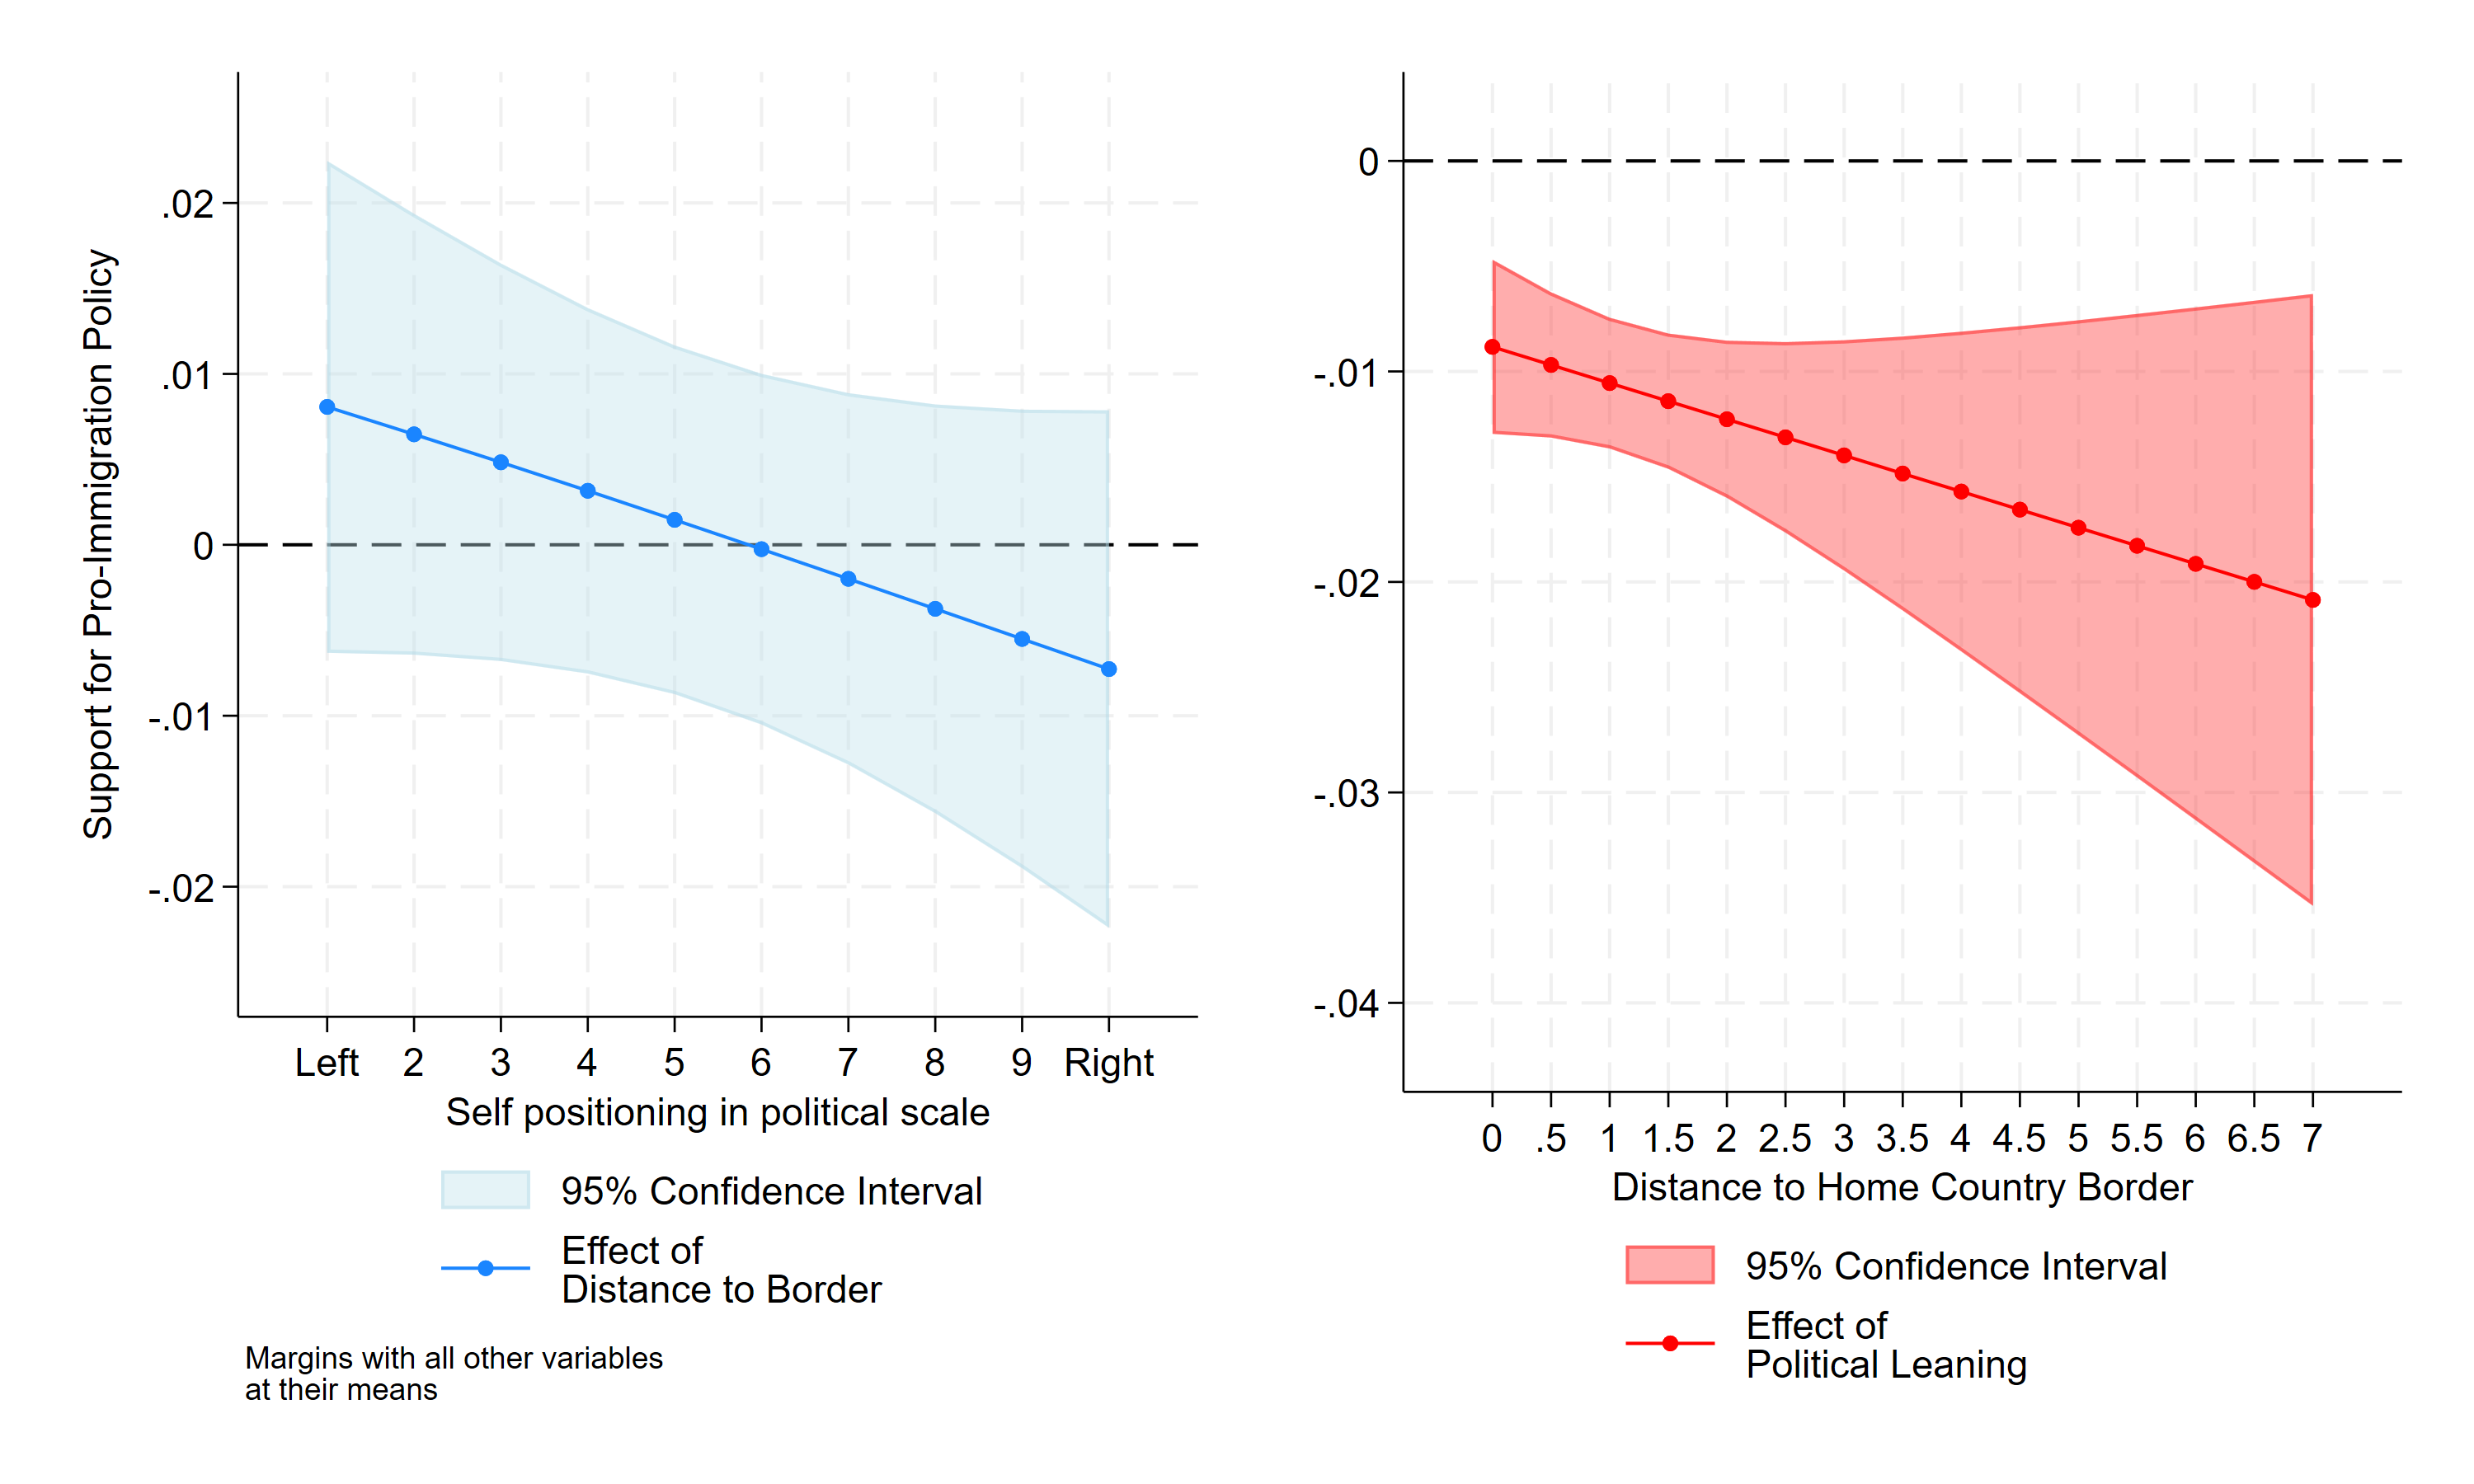 Support for Pro-Immigration Policy
.02
.01
0
-.01
-.02
Left 2 3 4 5 6 7 8 9 Right
Self positioning in political scale
95% Confidence Interval
Effect of
Distance to Border
Margins with all other variables
at their means
0
-.01
-.02
-.03
-.04
0 .5 1 1.5 2 2.5 3 3.5 4 4.5 5 5.5 6 6.5 7
Distance to Home Country Border
95% Confidence Interval
Effect of
Political Leaning